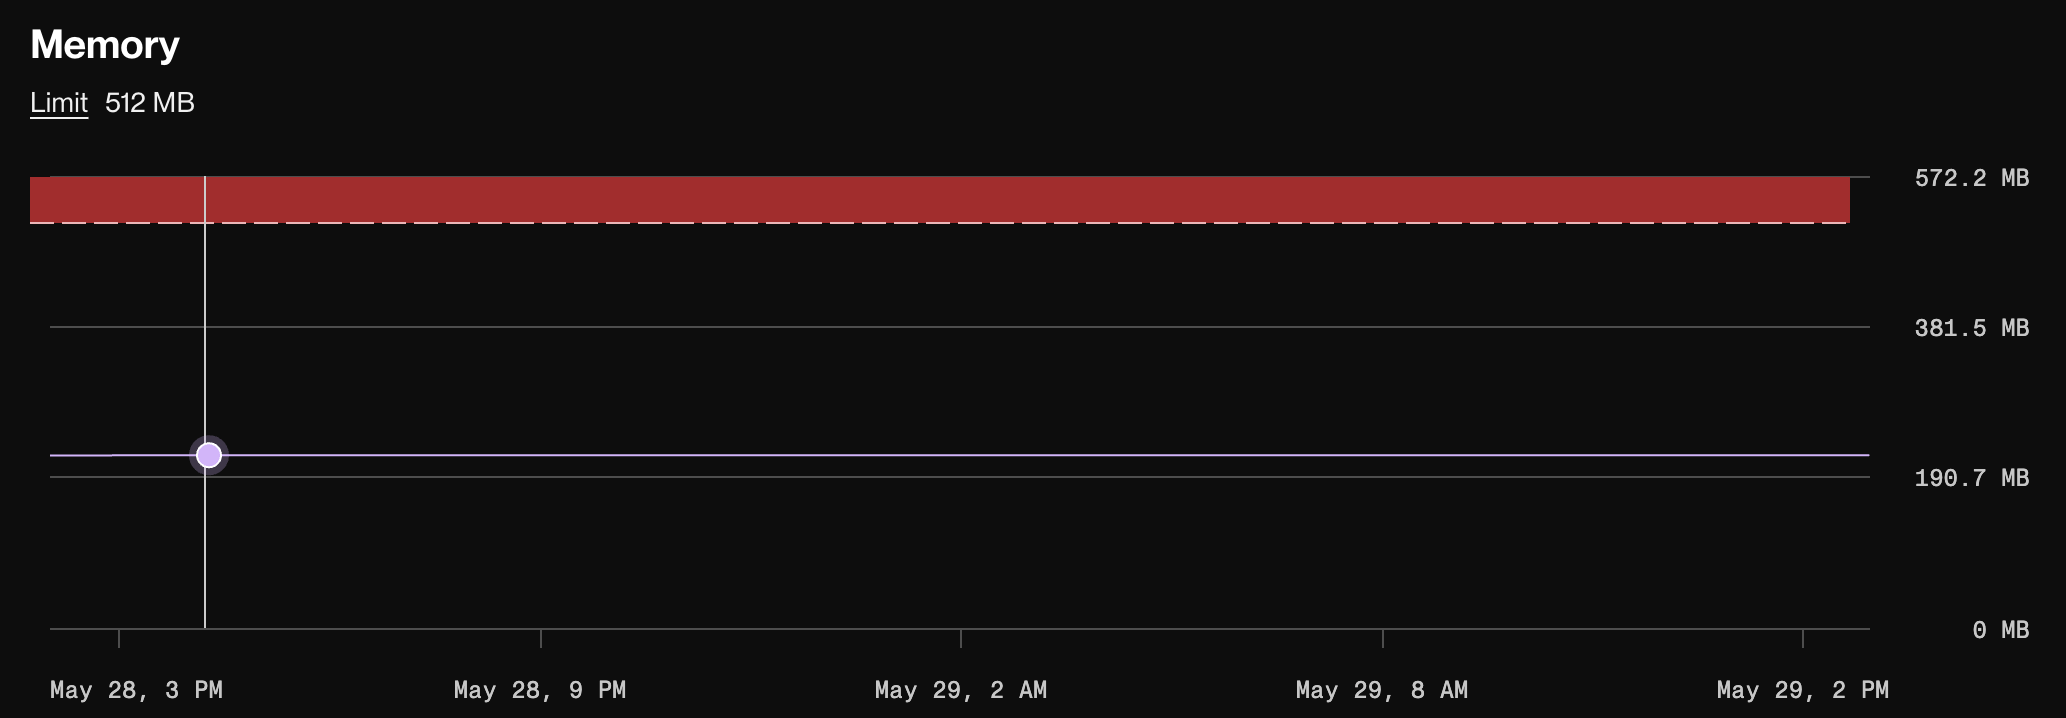 Memory
Limit 512 MB
572.2 MB
381.5 MB
190.7 MB
0 MB
May 28, 3 PM May 28, 9 PM May 29, 2 AM May 29, 8 AM May 29, 2 PM